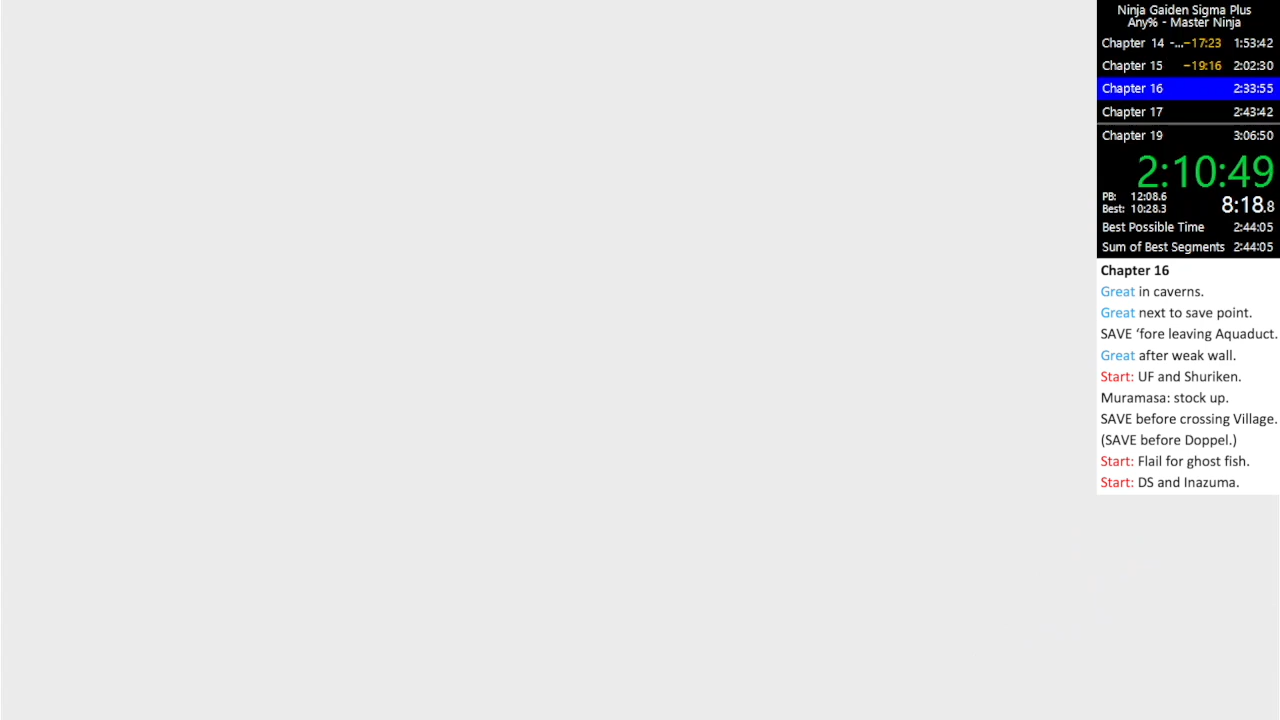 Ninja Gaiden Sigma Plus
Any% - Master Ninja
Chapter 14 -... −17:23 1:53:42
Chapter 15 −19:16 2:02:30
Chapter 16 2:33:55
Chapter 17 2:43:42
Chapter 19 3:06:50
2:10:49
PB: 12:08.6
Best: 10:28.3 8:18.8
Best Possible Time 2:44:05
Sum of Best Segments 2:44:05
Chapter 16
Great in caverns.
Great next to save point.
SAVE ‘fore leaving Aquaduct.
Great after weak wall.
Start: UF and Shuriken.
Muramasa: stock up.
SAVE before crossing Village.
(SAVE before Doppel.)
Start: Flail for ghost fish.
Start: DS and Inazuma.